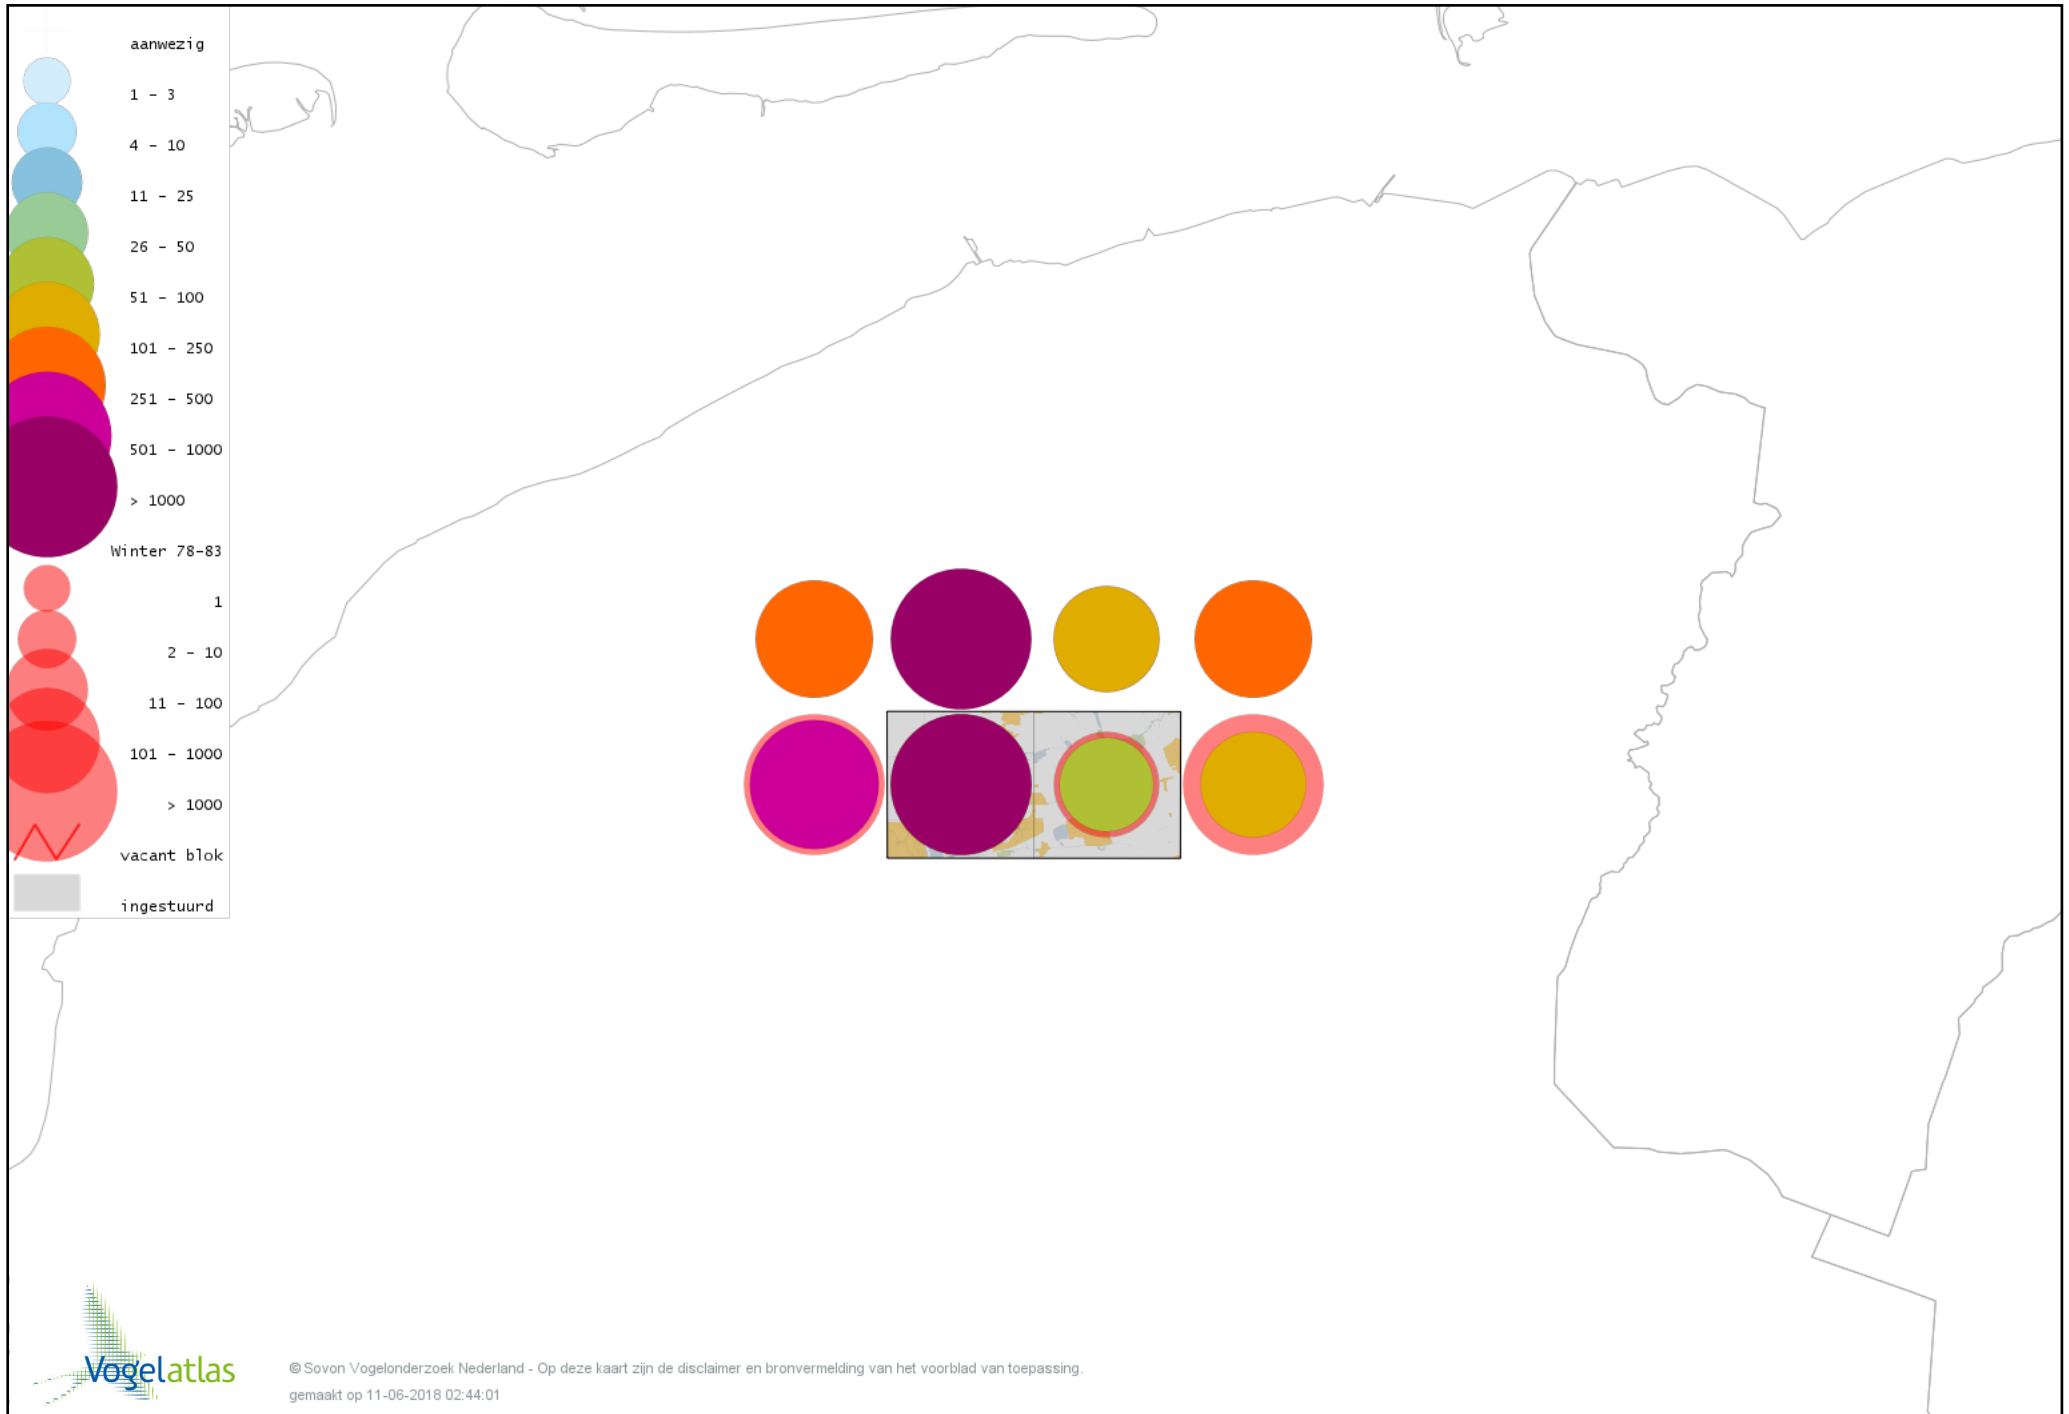 aanwezig
1 - 3
4 - 10
11 - 25
26 - 50
51 - 100
101 - 250
251 - 500
501 - 1000
> 1000
Winter 78-83
1
2 - 10
11 - 100
101 - 1000
> 1000
vacant blok
ingestuurd
Vogelatlas
© Sovon Vogelonderzoek Nederland - Op deze kaart zijn de disclaimer en bronvermelding van het voorblad van toepassing.
gemaakt op 11-06-2018 02:44:01